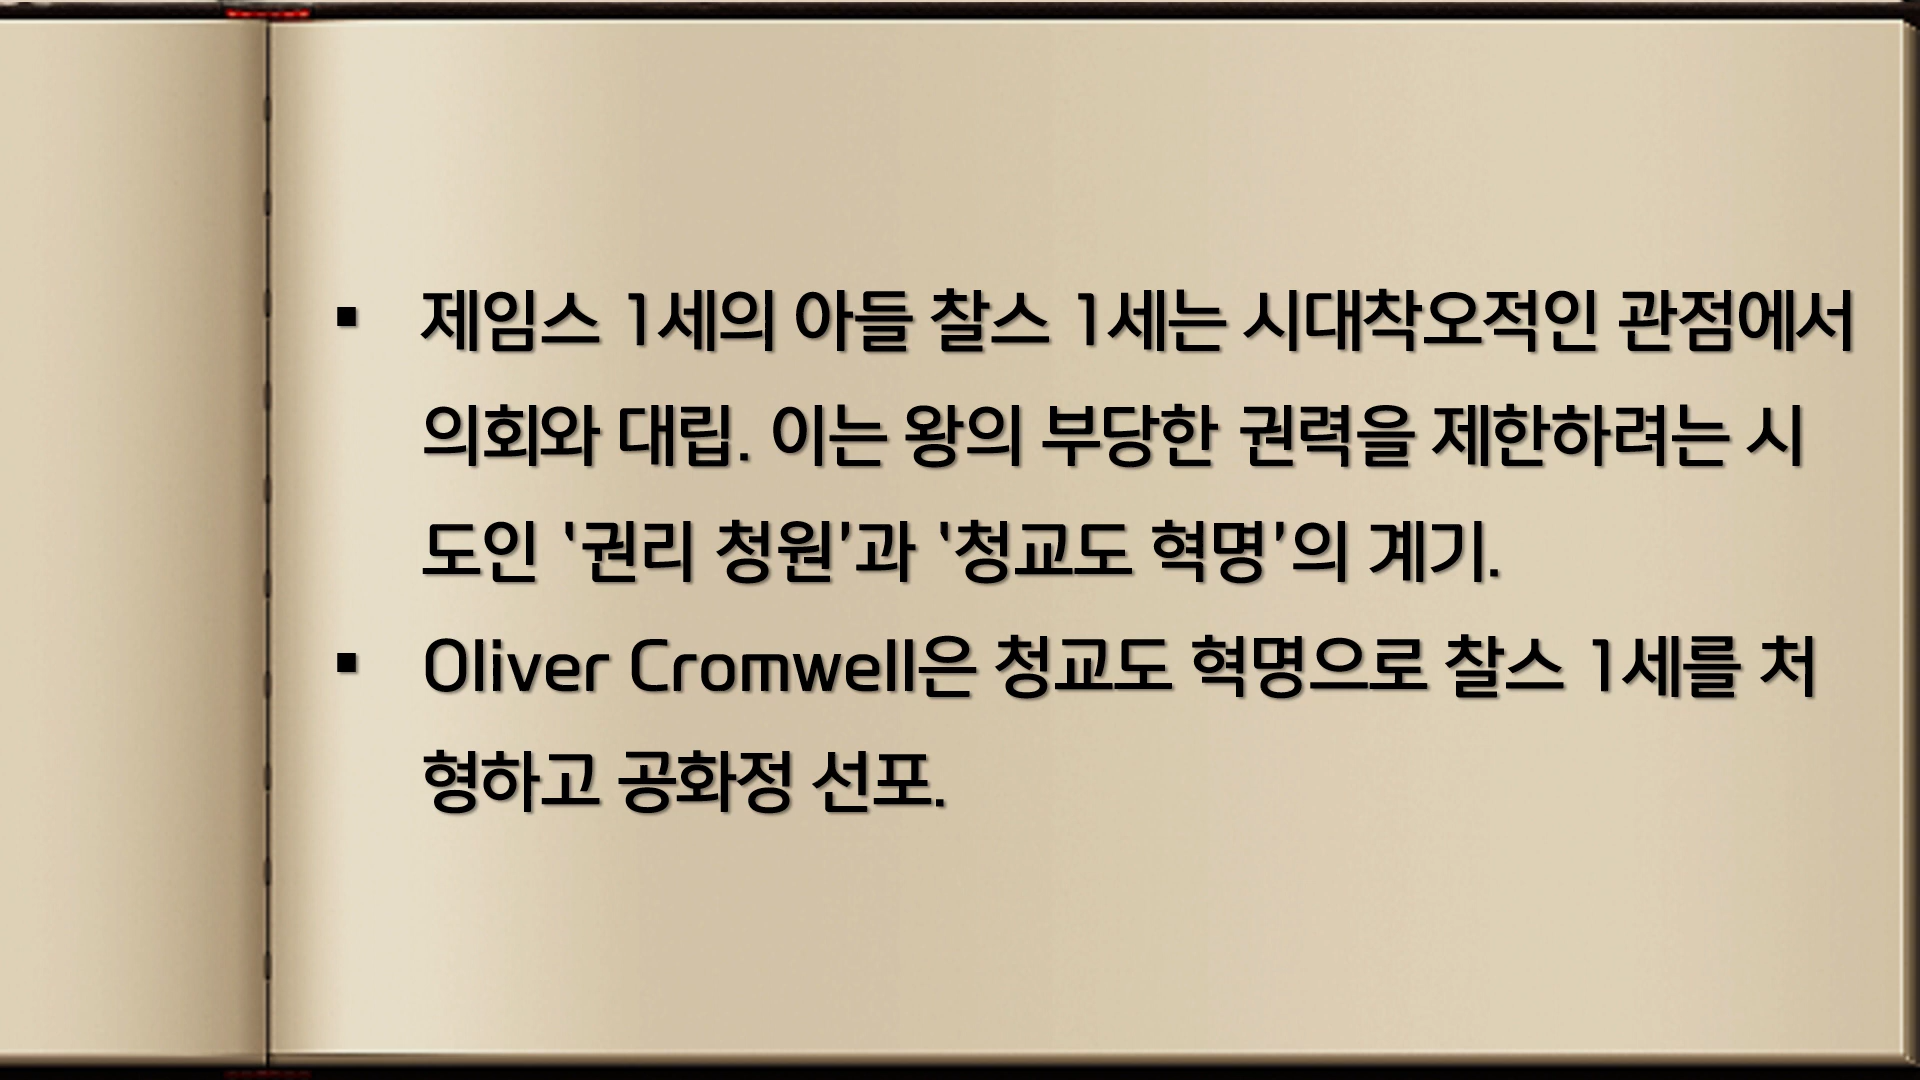 ▪ 제임스 1세의 아들 찰스 1세는 시대착오적인 관점에서
의회와 대립. 이는 왕의 부당한 권력을 제한하려는 시
도인 '권리 청원'과 '청교도 혁명'의 계기.
▪ Oliver Cromwell은 청교도 혁명으로 찰스 1세를 처
형하고 공화정 선포.